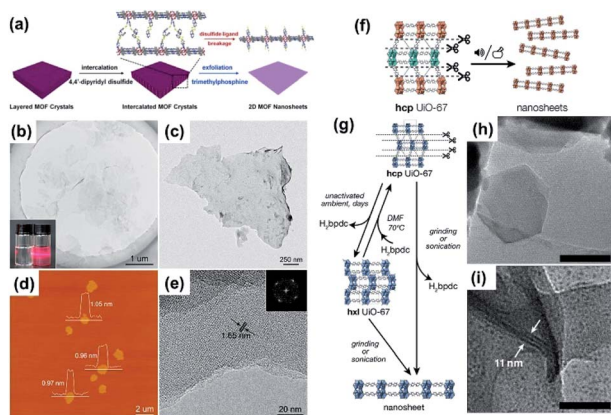 (a)
disulfide-ligand
breakage
intercalation
4,4'-dipyridyl disulfide
exfoliation
trimethylphosphine
Layered MOF Crystals
Intercalated MOF Crystals
2D MOF Nanosheets
(b)
1 um
(c)
250 nm
(d)
1.05 nm
0.96 nm
0.97 nm
2 um
(e)
1.65 nm
20 nm
(f)
hcp UiO-67
nanosheets
(g)
hcp UiO-67
unactivated
ambient, days
H₂bpdc
DMF
70°C
H₂bpdc
grinding
or
sonication
H₂bpdc
hxl UiO-67
grinding
or sonication
nanosheet
(h)
(i)
11 nm